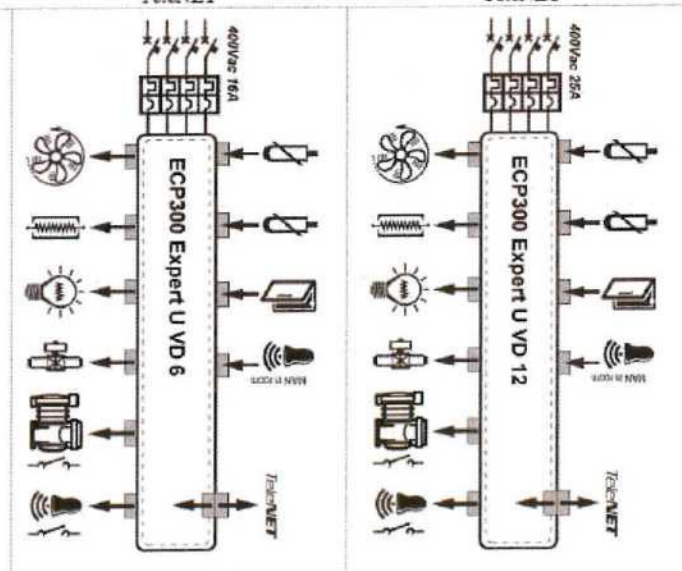 400Vac 16A
ECP300 Expert U VD 6
MAN in room
TeleNET
400Vac 25A
ECP300 Expert U VD 12
MAN in room
TeleNET